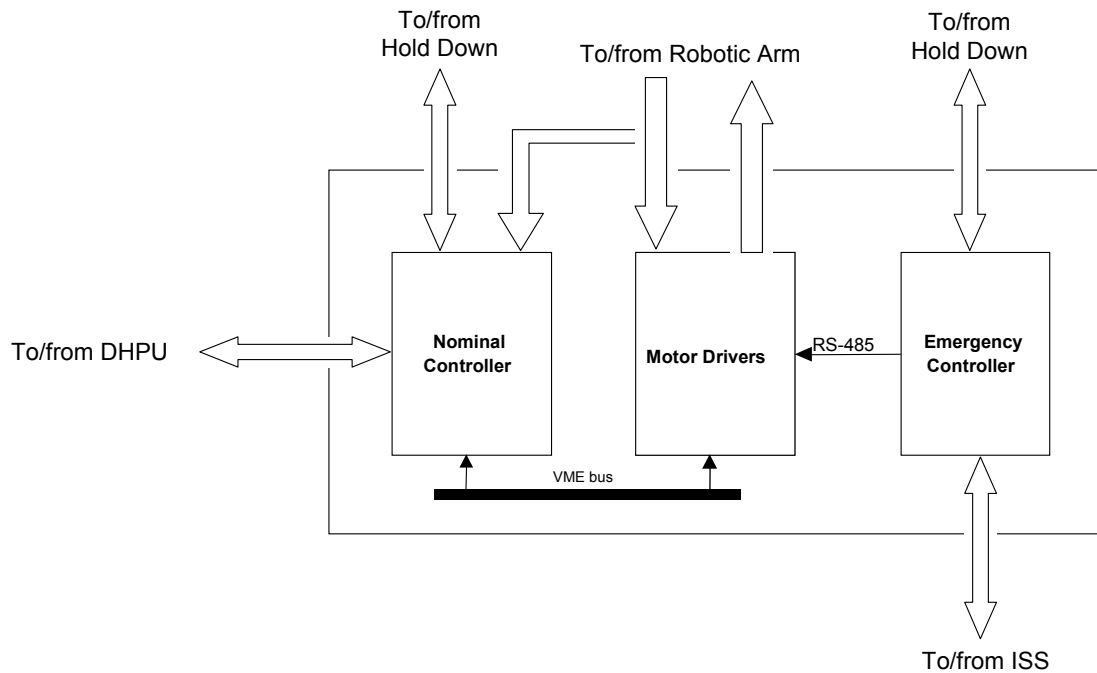 To/from
Hold Down
To/from Robotic Arm
To/from
Hold Down
To/from DHPU
Nominal
Controller
Motor Drivers
RS-485
Emergency
Controller
VME bus
To/from ISS